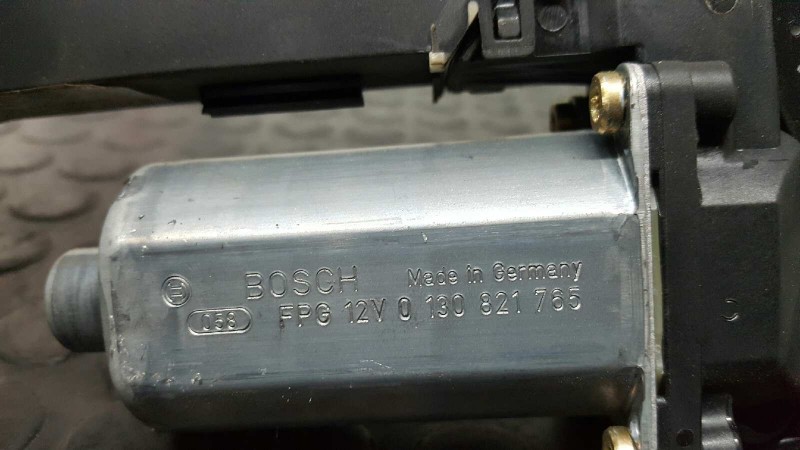 BOSCH Made in Germany
058 FPG 12V 0 130 821 765